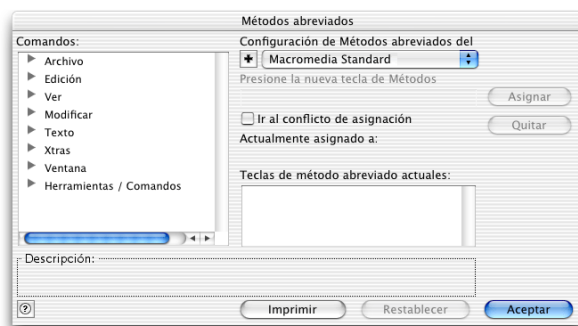 Métodos abreviados
Comandos:
Archivo
Edición
Ver
Modificar
Texto
Xtras
Ventana
Herramientas / Comandos
Configuración de Métodos abreviados del
Macromedia Standard
Presione la nueva tecla de Métodos
Asignar
Ir al conflicto de asignación
Quitar
Actualmente asignado a:
Teclas de método abreviado actuales:
Descripción:
?
Imprimir
Restablecer
Aceptar